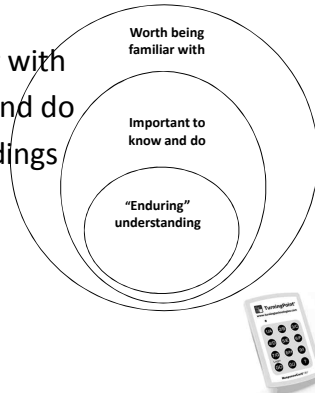 Worth being
familiar with
with
nd do
dings
Important to
know and do
“Enduring”
understanding
TurningPoint